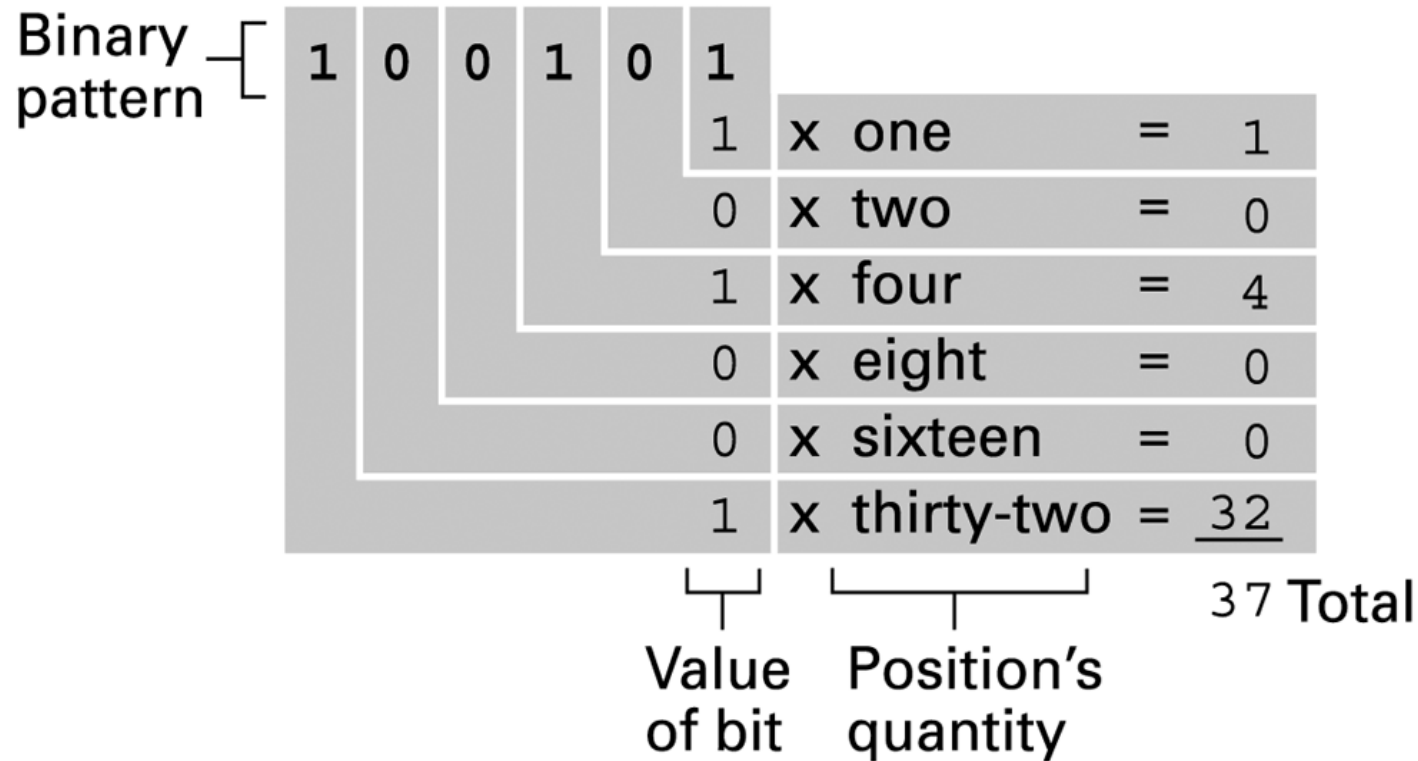 Binary
pattern
1 0 0 1 0 1
1 x one = 1
0 x two = 0
1 x four = 4
0 x eight = 0
0 x sixteen = 0
1 x thirty-two = 32
37 Total
Value
of bit
Position's
quantity